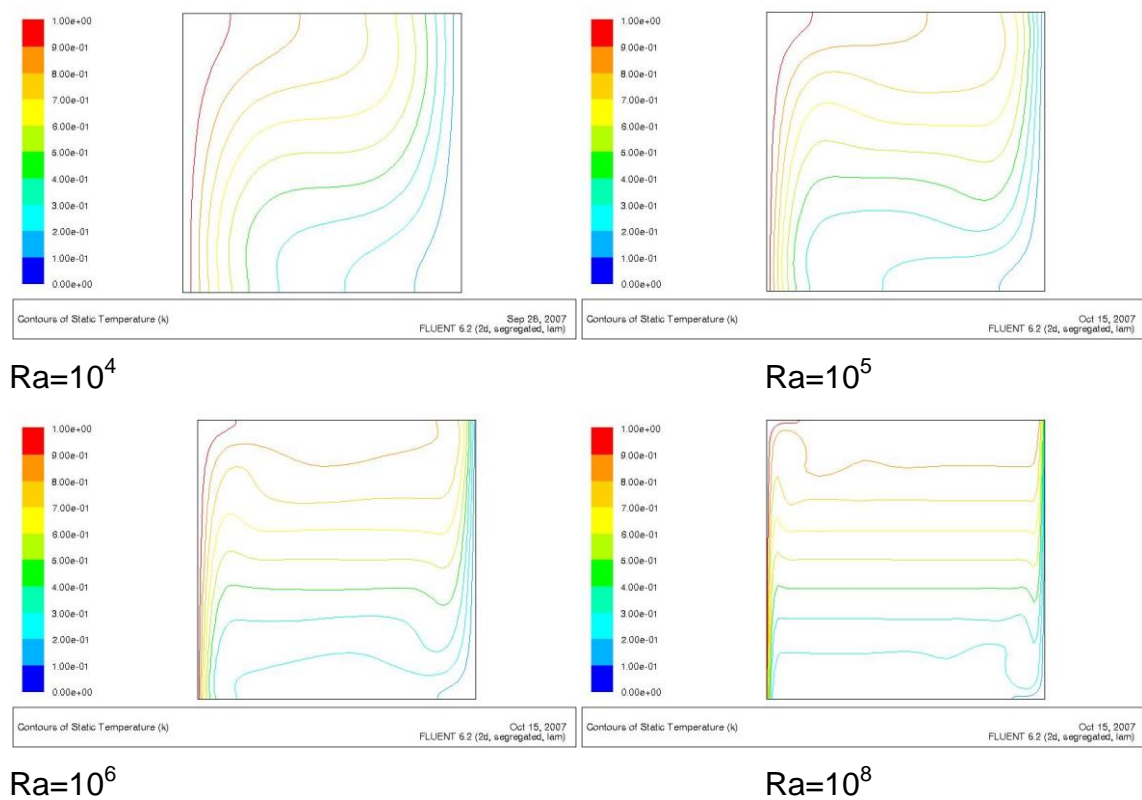 1.00e+00
9.00e-01
8.00e-01
7.00e-01
6.00e-01
5.00e-01
4.00e-01
3.00e-01
2.00e-01
1.00e-01
0.00e+00
Contours of Static Temperature (k)
Sep 28, 2007
FLUENT 6.2 (2d, segregated, lam)
1.00e+00
9.00e-01
8.00e-01
7.00e-01
6.00e-01
5.00e-01
4.00e-01
3.00e-01
2.00e-01
1.00e-01
0.00e+00
Contours of Static Temperature (k)
Oct 15, 2007
FLUENT 6.2 (2d, segregated, lam)
Ra=10⁴
Ra=10⁵
1.00e+00
9.00e-01
8.00e-01
7.00e-01
6.00e-01
5.00e-01
4.00e-01
3.00e-01
2.00e-01
1.00e-01
0.00e+00
Contours of Static Temperature (k)
Oct 15, 2007
FLUENT 6.2 (2d, segregated, lam)
1.00e+00
9.00e-01
8.00e-01
7.00e-01
6.00e-01
5.00e-01
4.00e-01
3.00e-01
2.00e-01
1.00e-01
0.00e+00
Contours of Static Temperature (k)
Oct 15, 2007
FLUENT 6.2 (2d, segregated, lam)
Ra=10⁶
Ra=10⁸